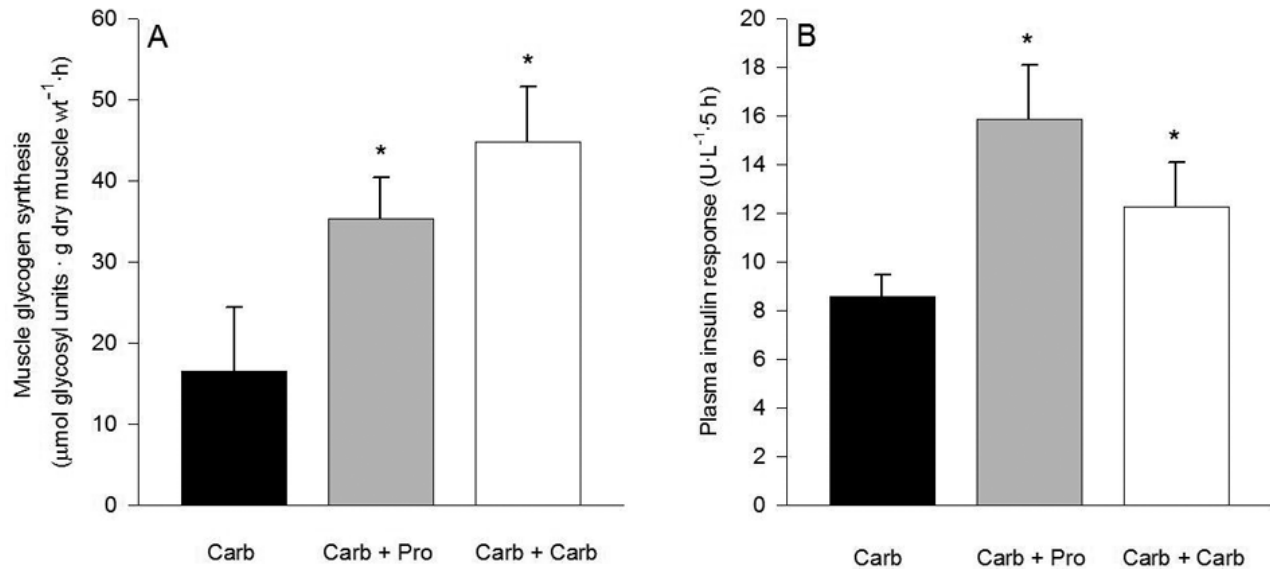 A
Muscle glycogen synthesis
(μmol glycosyl units · g dry muscle wt⁻¹·h)
60
50
40
30
20
10
0
*
*
Carb
Carb + Pro
Carb + Carb
B
Plasma insulin response (U·L⁻¹·5 h)
20
18
16
14
12
10
8
6
4
2
0
*
*
Carb
Carb + Pro
Carb + Carb